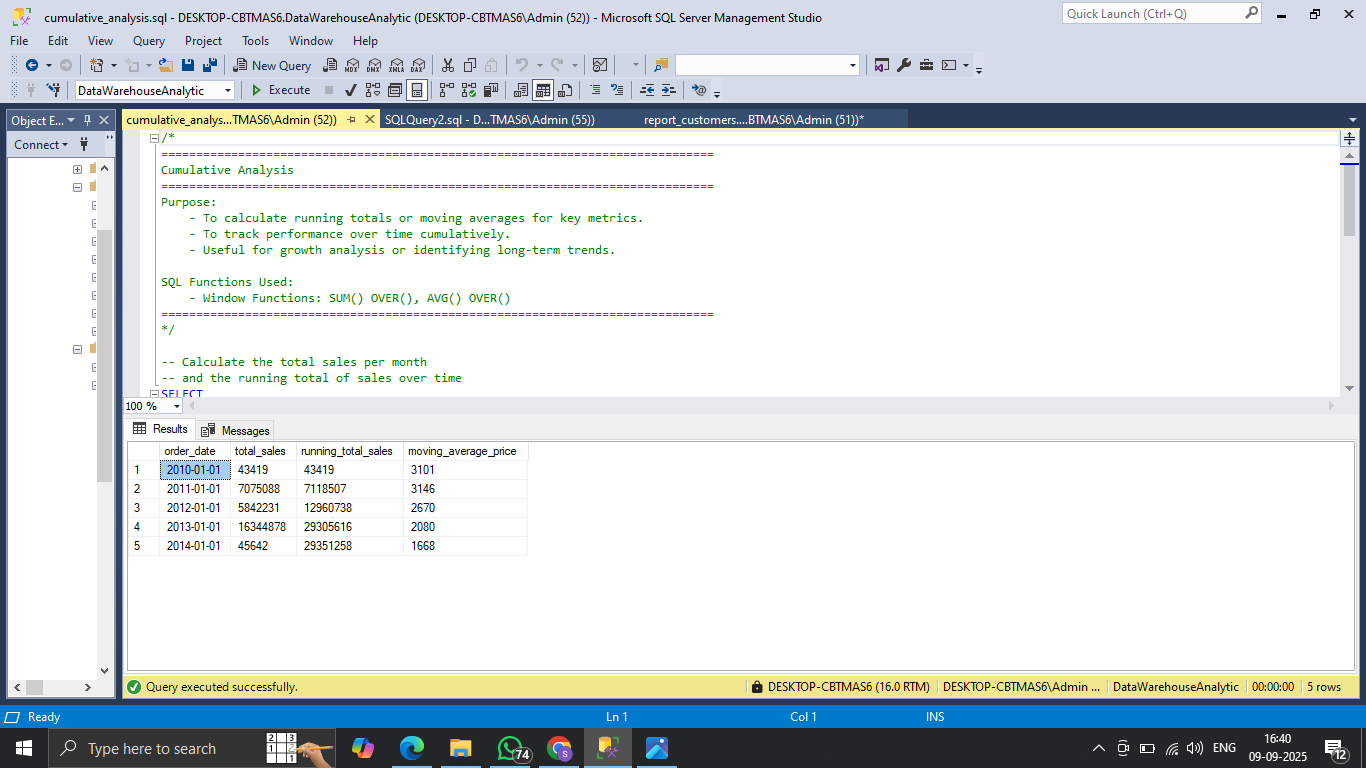 cumulative_analysis.sql - DESKTOP-CBTMAS6.DataWarehouseAnalytic (DESKTOP-CBTMAS6\Admin (52)) - Microsoft SQL Server Management Studio
Quick Launch (Ctrl+Q)
File Edit View Query Project Tools Window Help
New Query
MDX DMX XMLA DAX
DataWarehouseAnalytic
Execute
Object E...
cumulative_analys...TMAS6\Admin (52))
SQLQuery2.sql - D...TMAS6\Admin (55))
report_customers....BTMAS6\Admin (51))*
Connect
/*
===============================================================================
Cumulative Analysis
===============================================================================
Purpose:
- To calculate running totals or moving averages for key metrics.
- To track performance over time cumulatively.
- Useful for growth analysis or identifying long-term trends.
SQL Functions Used:
- Window Functions: SUM() OVER(), AVG() OVER()
===============================================================================
*/
-- Calculate the total sales per month
-- and the running total of sales over time
SELECT
100 %
Results Messages
order_date total_sales running_total_sales moving_average_price
1 2010-01-01 43419 43419 3101
2 2011-01-01 7075088 7118507 3146
3 2012-01-01 5842231 12960738 2670
4 2013-01-01 16344878 29305616 2080
5 2014-01-01 45642 29351258 1668
Query executed successfully.
DESKTOP-CBTMAS6 (16.0 RTM)
DESKTOP-CBTMAS6\Admin ...
DataWarehouseAnalytic
00:00:00
5 rows
Ready
Ln 1
Col 1
INS
Type here to search
74
S
ENG
16:40
09-09-2025
12